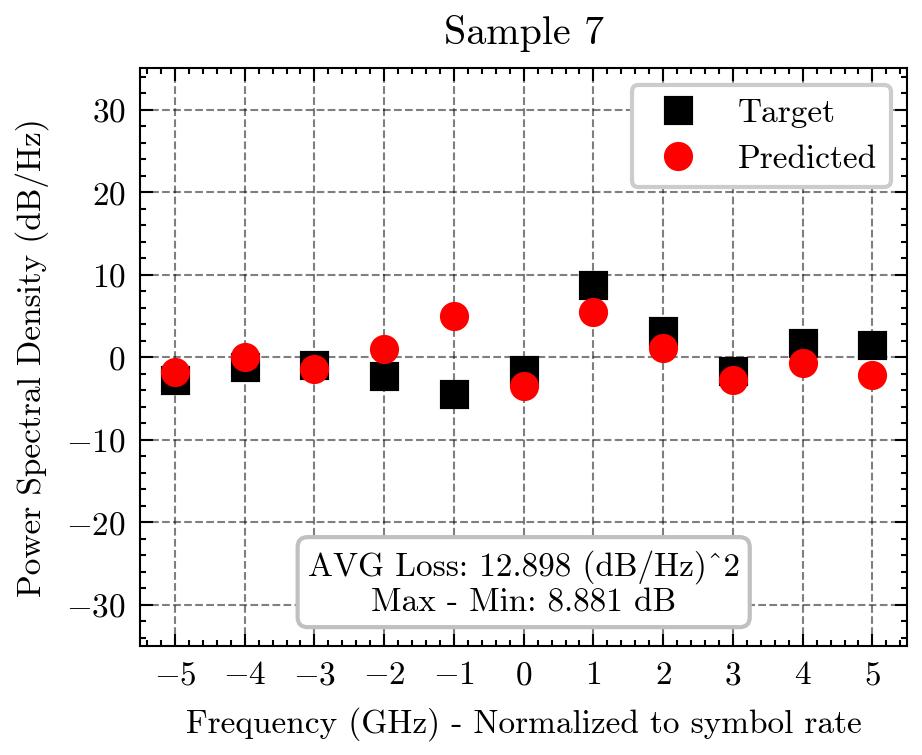 Sample 7
Power Spectral Density (dB/Hz)
30
20
10
0
−10
−20
−30
Target
Predicted
AVG Loss: 12.898 (dB/Hz)^2
Max - Min: 8.881 dB
−5 −4 −3 −2 −1 0 1 2 3 4 5
Frequency (GHz) - Normalized to symbol rate